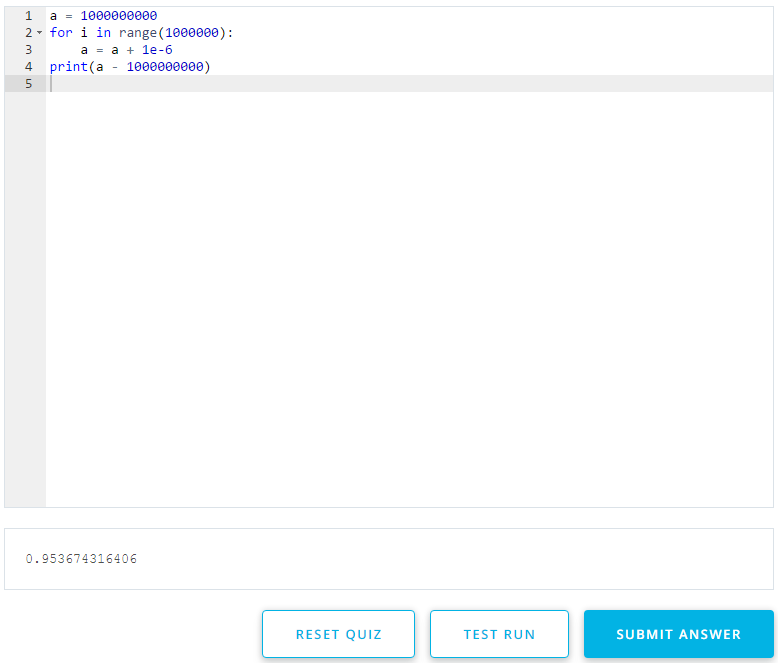 1 a = 1000000000
2 for i in range(1000000):
3     a = a + 1e-6
4 print(a - 1000000000)
5
0.953674316406
RESET QUIZ TEST RUN SUBMIT ANSWER